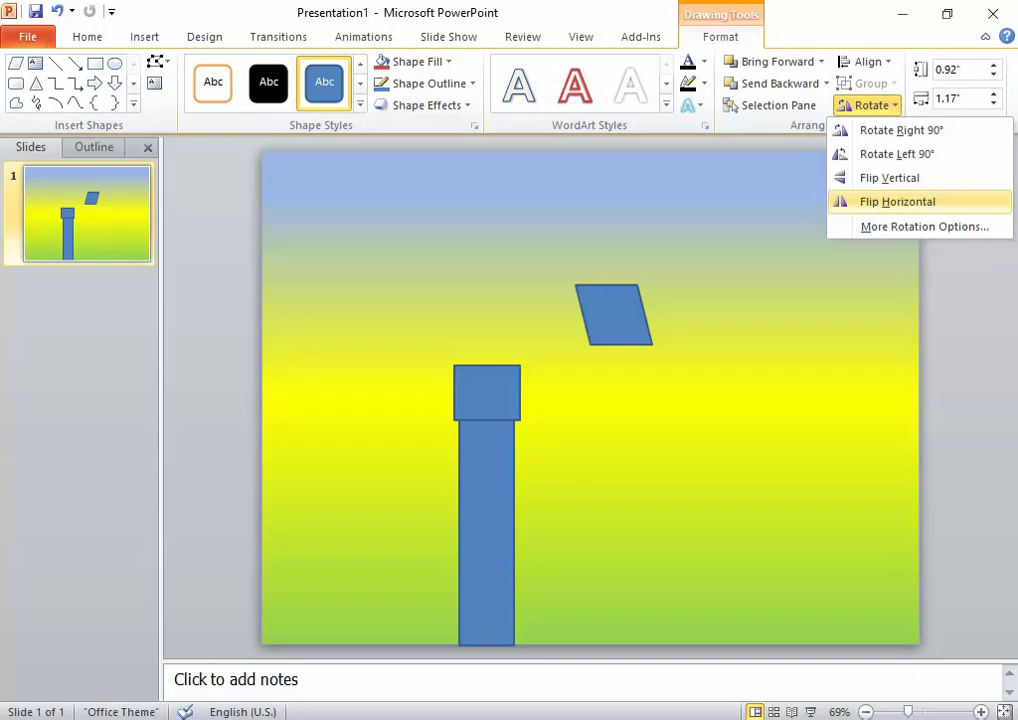 Presentation1 - Microsoft PowerPoint
Drawing Tools
File Home Insert Design Transitions Animations Slide Show Review View Add-Ins Format
Abc Abc Abc
Shape Fill
Shape Outline
Shape Effects
A A A
Bring Forward
Send Backward
Selection Pane
Align
Group
Rotate
0.92"
1.17"
Insert Shapes Shape Styles WordArt Styles Arrang
Rotate Right 90°
Rotate Left 90°
Flip Vertical
Flip Horizontal
More Rotation Options...
Slides Outline
1
Click to add notes
Slide 1 of 1 "Office Theme" English (U.S.) 69%